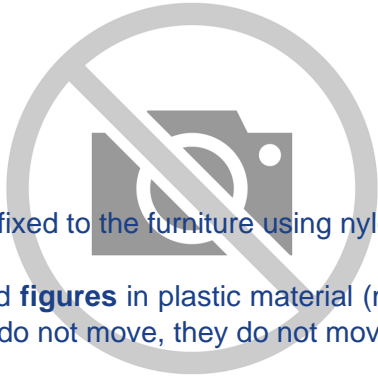 fixed to the furniture using nyl
d figures in plastic material (r
do not move, they do not mov